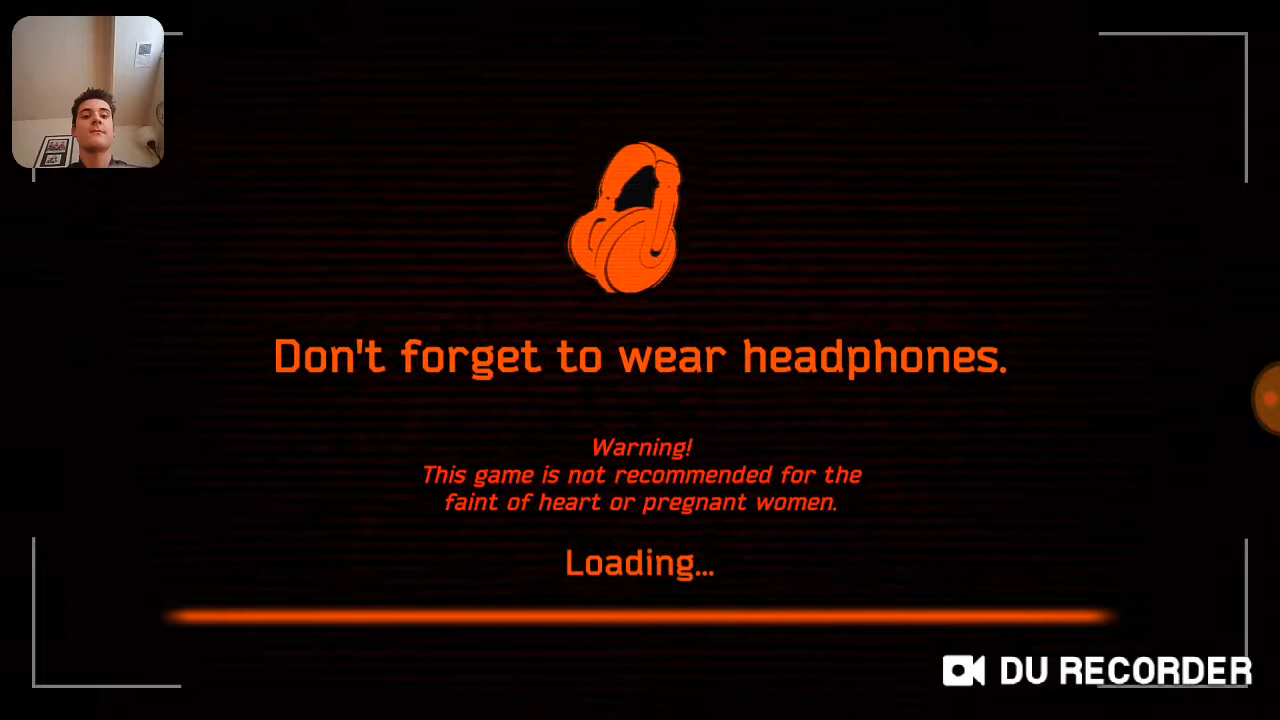 Don't forget to wear headphones.
Warning!
This game is not recommended for the
faint of heart or pregnant women.
Loading...
DU RECORDER